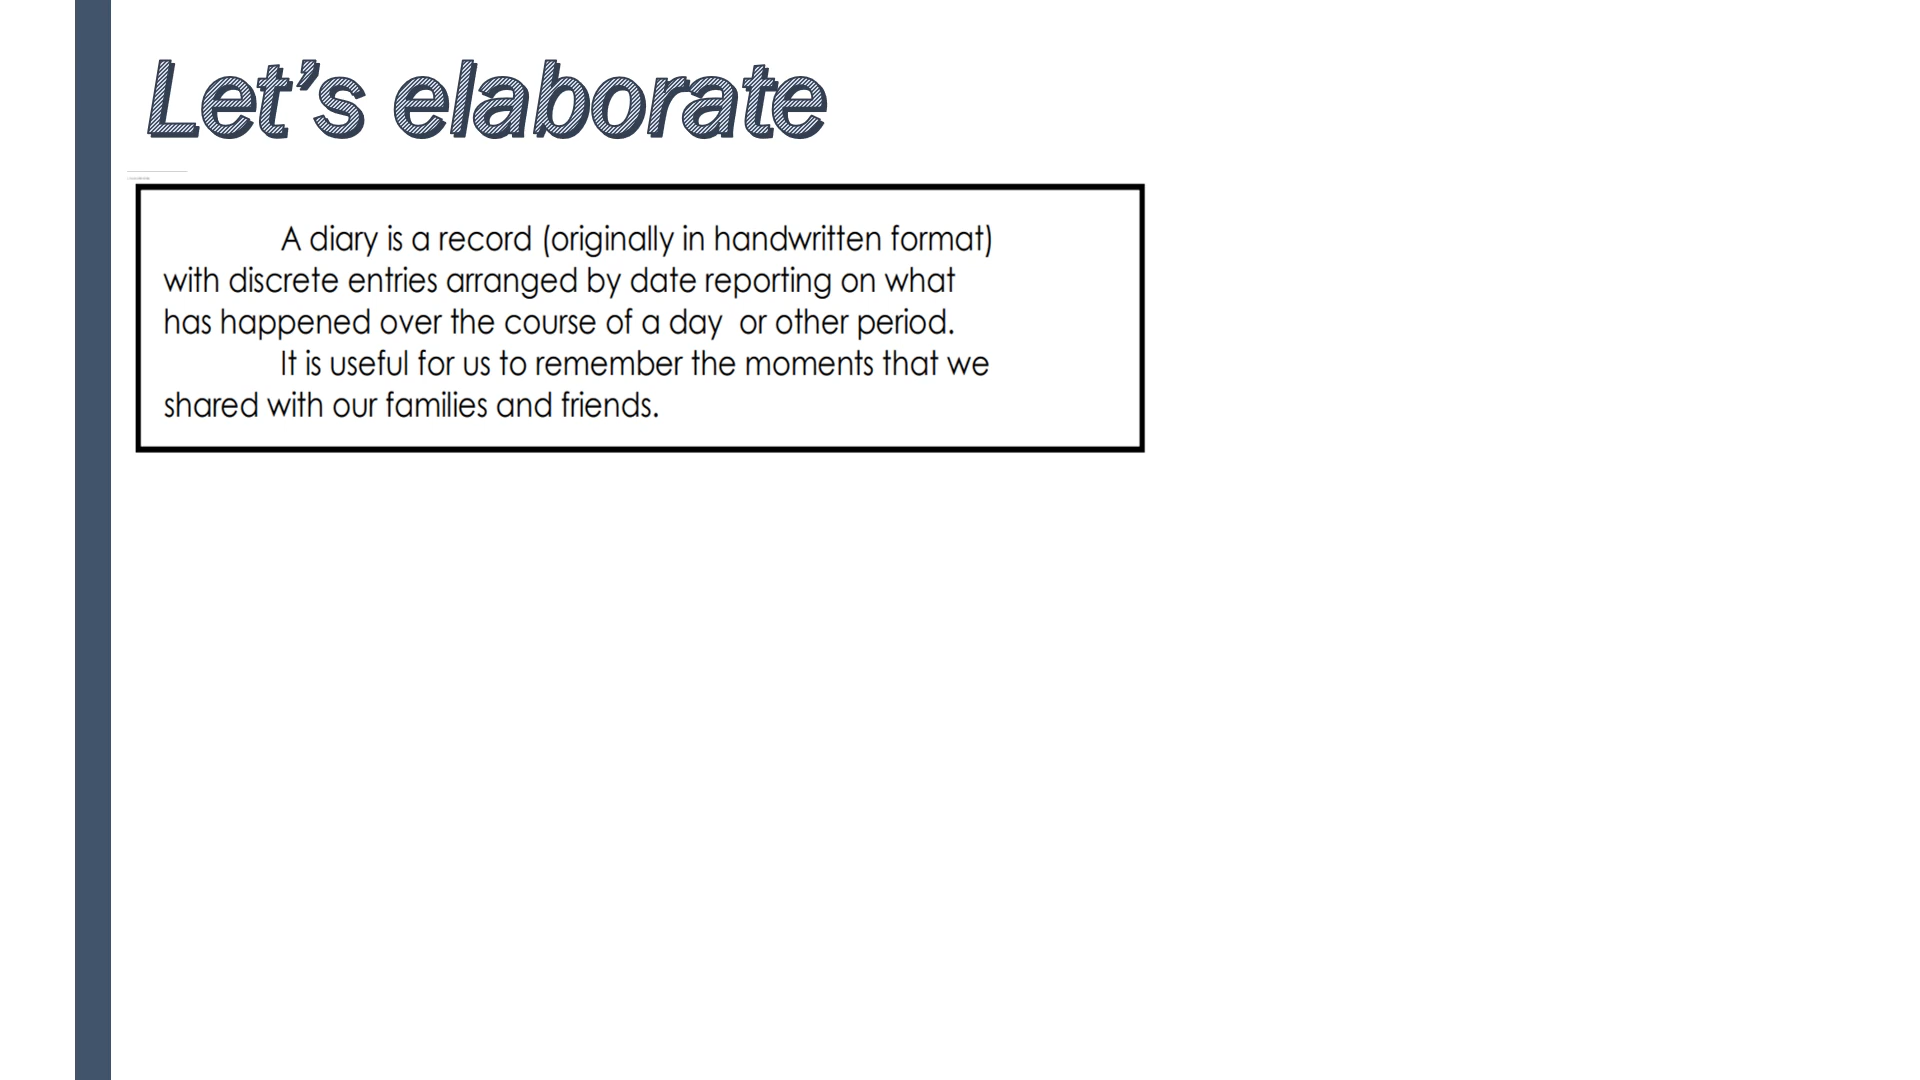 Let’s elaborate
A diary is a record (originally in handwritten format)
with discrete entries arranged by date reporting on what
has happened over the course of a day  or other period.
It is useful for us to remember the moments that we
shared with our families and friends.